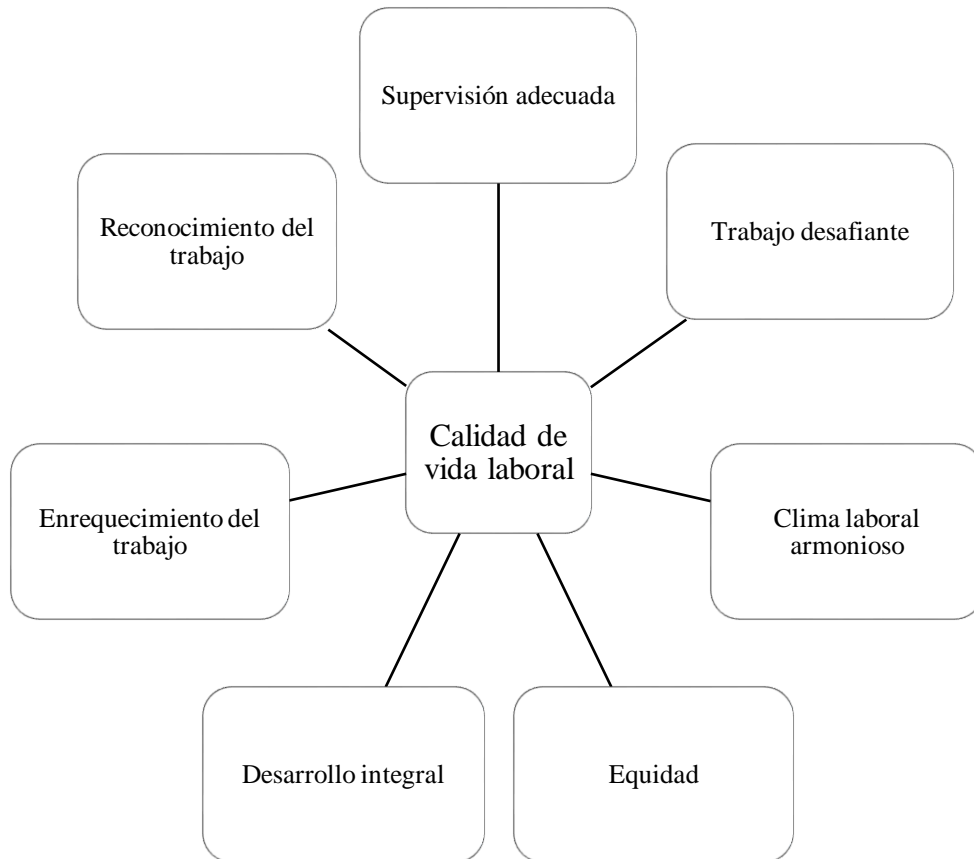 Supervisión adecuada
Reconocimiento del
trabajo
Trabajo desafiante
Calidad de
vida laboral
Enrequecimiento del
trabajo
Clima laboral
armonioso
Desarrollo integral
Equidad